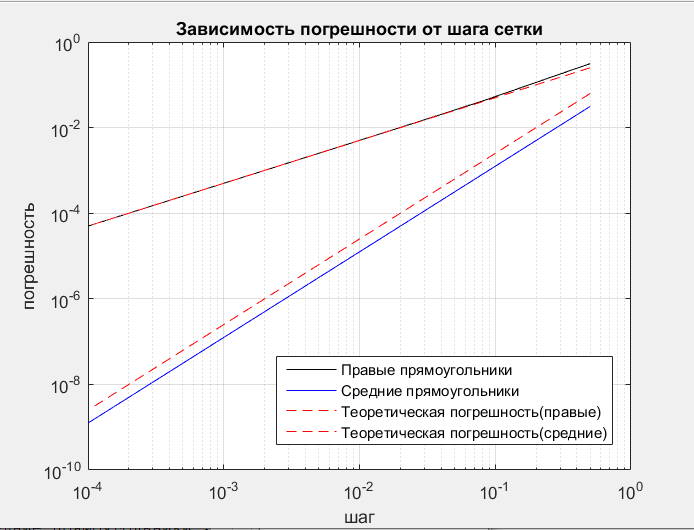 Зависимость погрешности от шага сетки
10^0
10^-2
10^-4
10^-6
10^-8
10^-10
погрешность
Правые прямоугольники
Средние прямоугольники
Теоретическая погрешность(правые)
Теоретическая погрешность(средние)
10^-4 10^-3 10^-2 10^-1 10^0
шаг